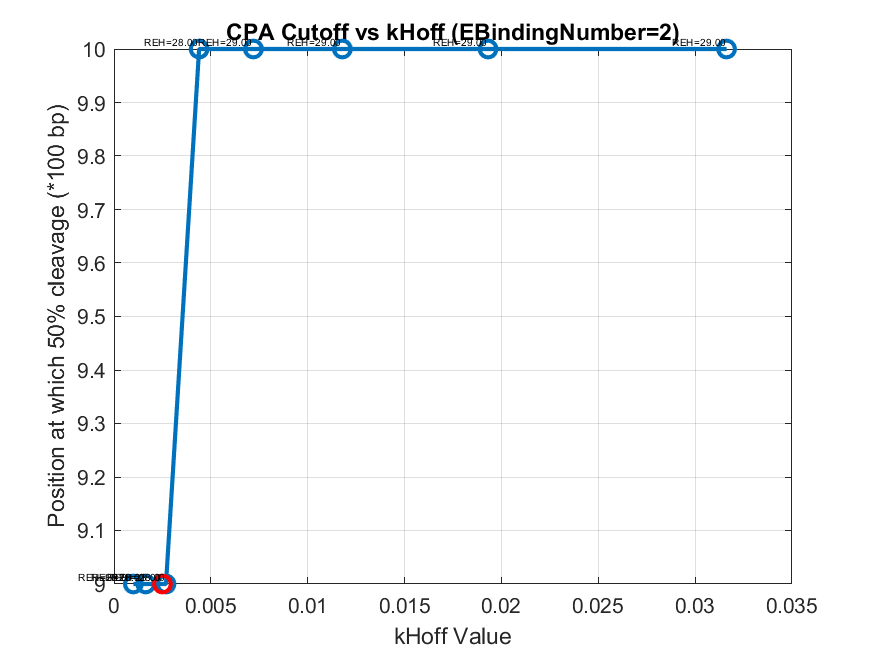 CPA Cutoff vs kHoff (EBindingNumber=2)
REH=28.00 REH=29.00 REH=29.00 REH=29.00 REH=29.00
10
9.9
9.8
9.7
9.6
9.5
9.4
9.3
9.2
9.1
9
Position at which 50% cleavage (*100 bp)
0 0.005 0.01 0.015 0.02 0.025 0.03 0.035
kHoff Value